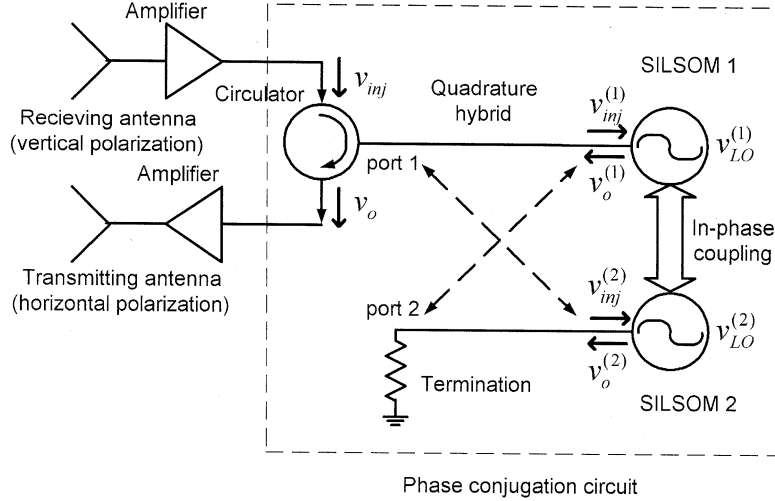 Amplifier
Circulator
v_inj
Recieving antenna
(vertical polarization)
Quadrature
hybrid
SILSOM 1
v_inj^(1)
v_LO^(1)
v_o^(1)
port 1
Amplifier
v_o
Transmitting antenna
(horizontal polarization)
In-phase
coupling
port 2
v_inj^(2)
v_LO^(2)
v_o^(2)
Termination
SILSOM 2
Phase conjugation circuit